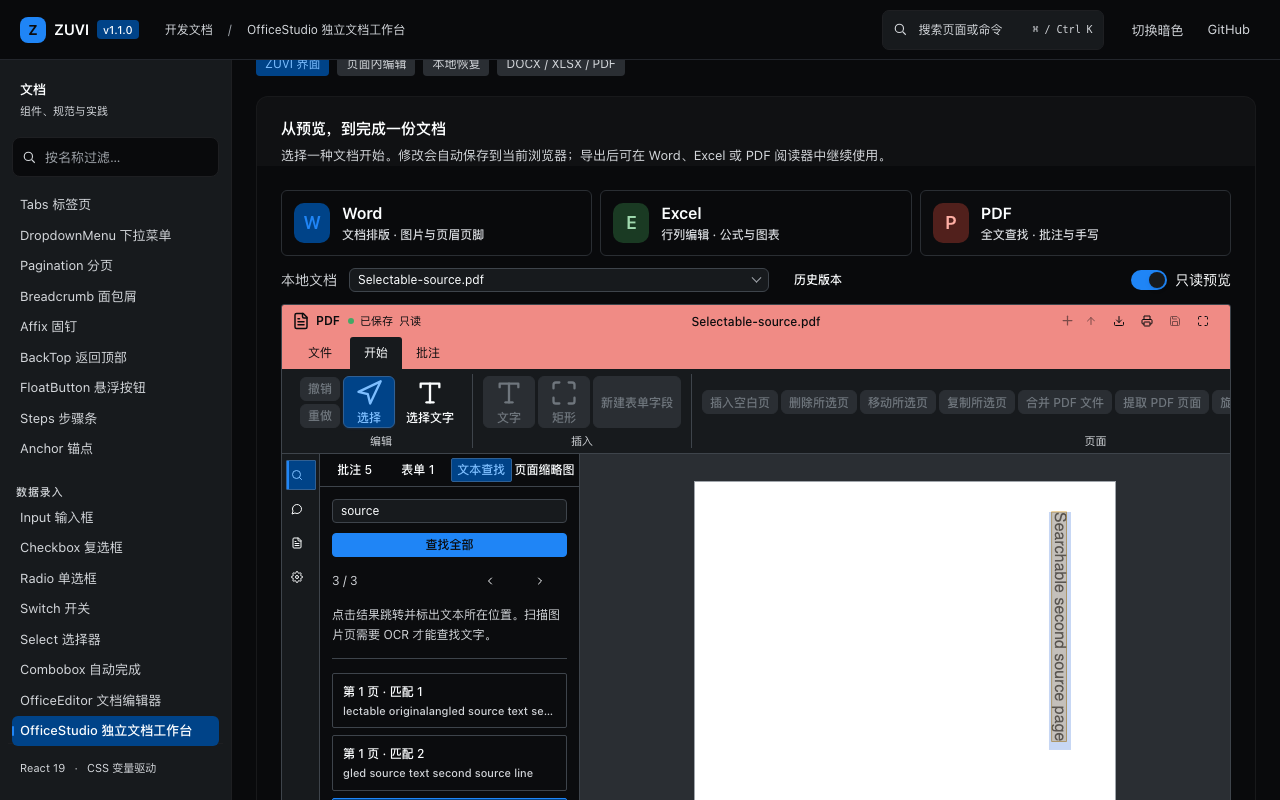 Z ZUVI v1.1.0 开发文档 / OfficeStudio 独立文档工作台 搜索页面或命令 ⌘ / Ctrl K 切换暗色 GitHub
文档
组件、规范与实践
按名称过滤...
Tabs 标签页
DropdownMenu 下拉菜单
Pagination 分页
Breadcrumb 面包屑
Affix 固钉
BackTop 返回顶部
FloatButton 悬浮按钮
Steps 步骤条
Anchor 锚点
数据录入
Input 输入框
Checkbox 复选框
Radio 单选框
Switch 开关
Select 选择器
Combobox 自动完成
OfficeEditor 文档编辑器
OfficeStudio 独立文档工作台
React 19 · CSS 变量驱动
ZUVI 界面 页面内编辑 本地恢复 DOCX / XLSX / PDF
从预览，到完成一份文档
选择一种文档开始。修改会自动保存到当前浏览器；导出后可在 Word、Excel 或 PDF 阅读器中继续使用。
W Word
文档排版 · 图片与页眉页脚
E Excel
行列编辑 · 公式与图表
P PDF
全文查找 · 批注与手写
本地文档 Selectable-source.pdf 历史版本 只读预览
PDF 已保存 只读 Selectable-source.pdf
文件 开始 批注
撤销 重做 选择 选择文字 文字 矩形 新建表单字段 插入空白页 删除所选页 移动所选页 复制所选页 合并 PDF 文件 提取 PDF 页面 旋
编辑 插入 页面
批注 5 表单 1 文本查找 页面缩略图
source
查找全部
3 / 3
点击结果跳转并标出文本所在位置。扫描图
片页需要 OCR 才能查找文字。
第 1 页 · 匹配 1
lectable originalangled source text se...
第 1 页 · 匹配 2
gled source text second source line
Searchable second source page